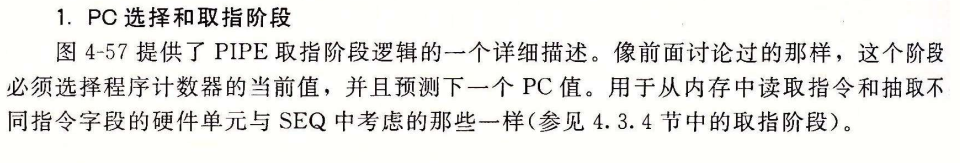 1. PC 选择和取指阶段
图 4-57 提供了 PIPE 取指阶段逻辑的一个详细描述。像前面讨论过的那样，这个阶段
必须选择程序计数器的当前值，并且预测下一个 PC 值。用于从内存中读取指令和抽取不
同指令字段的硬件单元与 SEQ 中考虑的那些一样(参见 4.3.4 节中的取指阶段)。